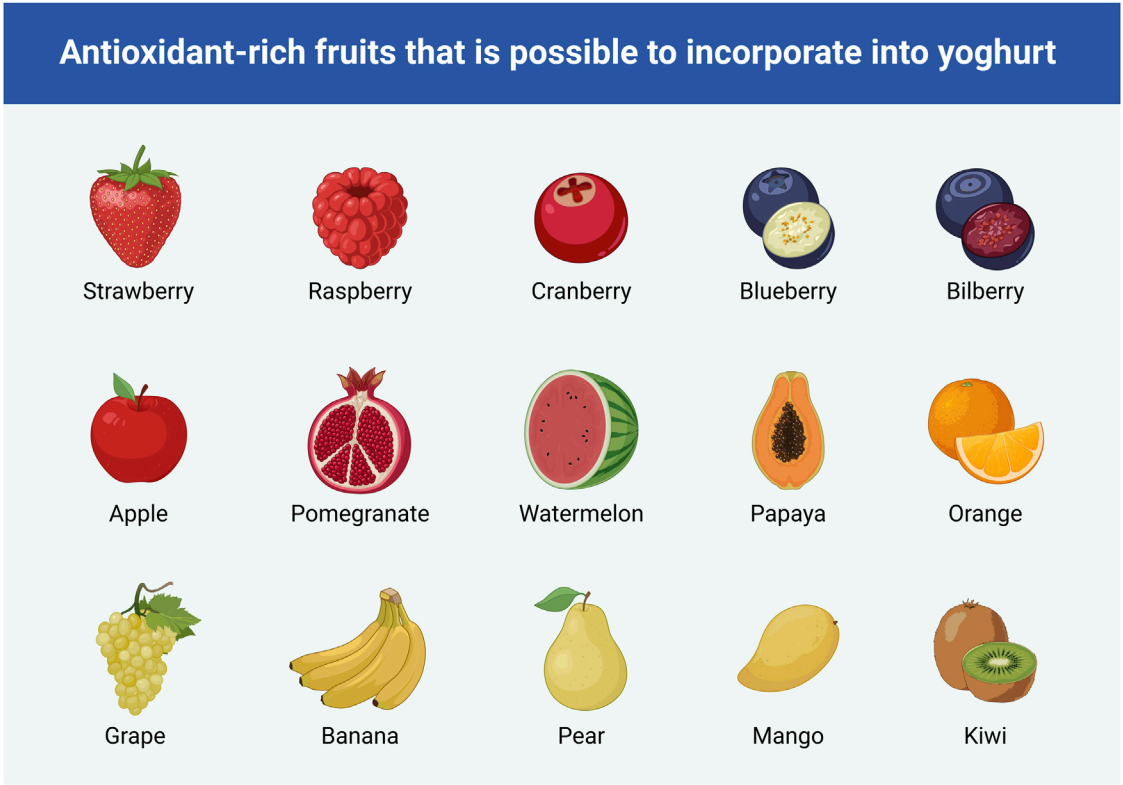 Antioxidant-rich fruits that is possible to incorporate into yoghurt
Strawberry
Raspberry
Cranberry
Blueberry
Bilberry
Apple
Pomegranate
Watermelon
Papaya
Orange
Grape
Banana
Pear
Mango
Kiwi